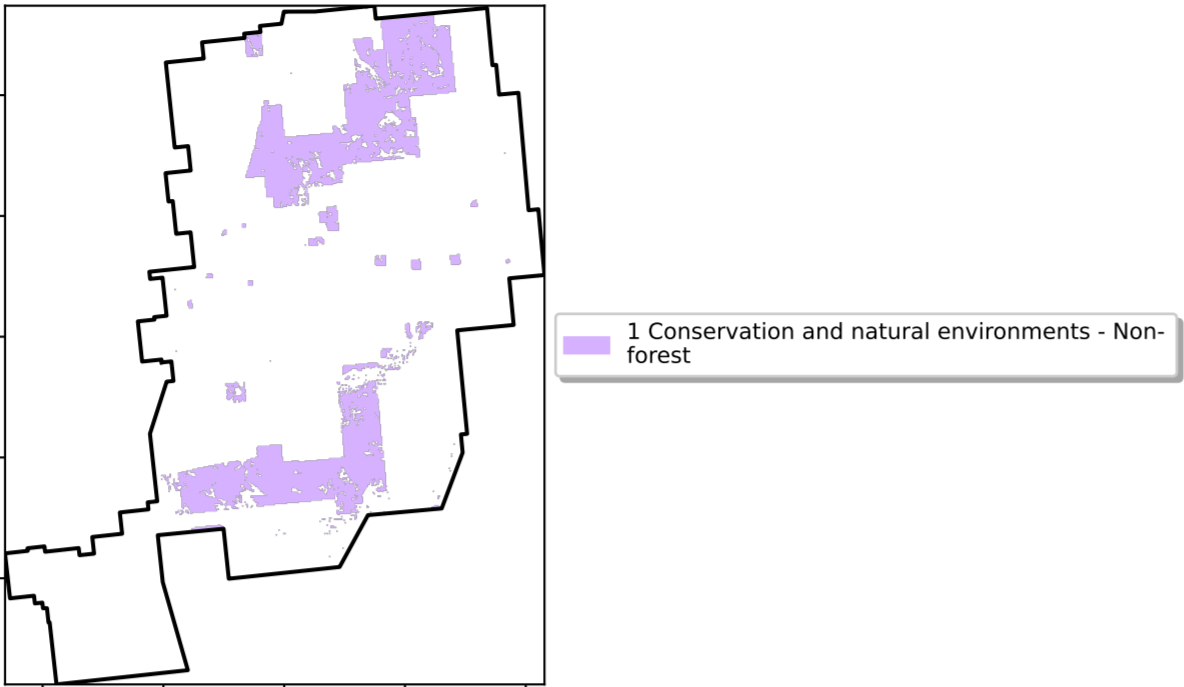 1 Conservation and natural environments - Non-
forest